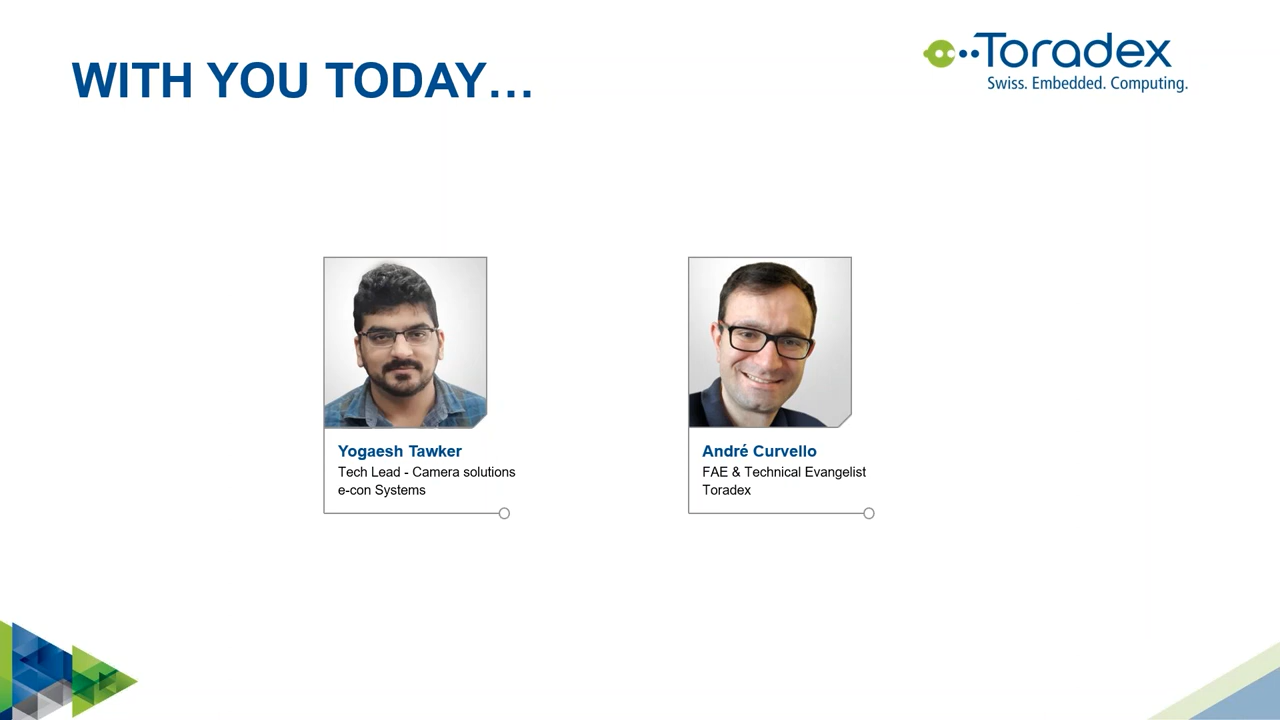 WITH YOU TODAY…
Toradex
Swiss. Embedded. Computing.
Yogaesh Tawker
Tech Lead - Camera solutions
e-con Systems
André Curvello
FAE & Technical Evangelist
Toradex